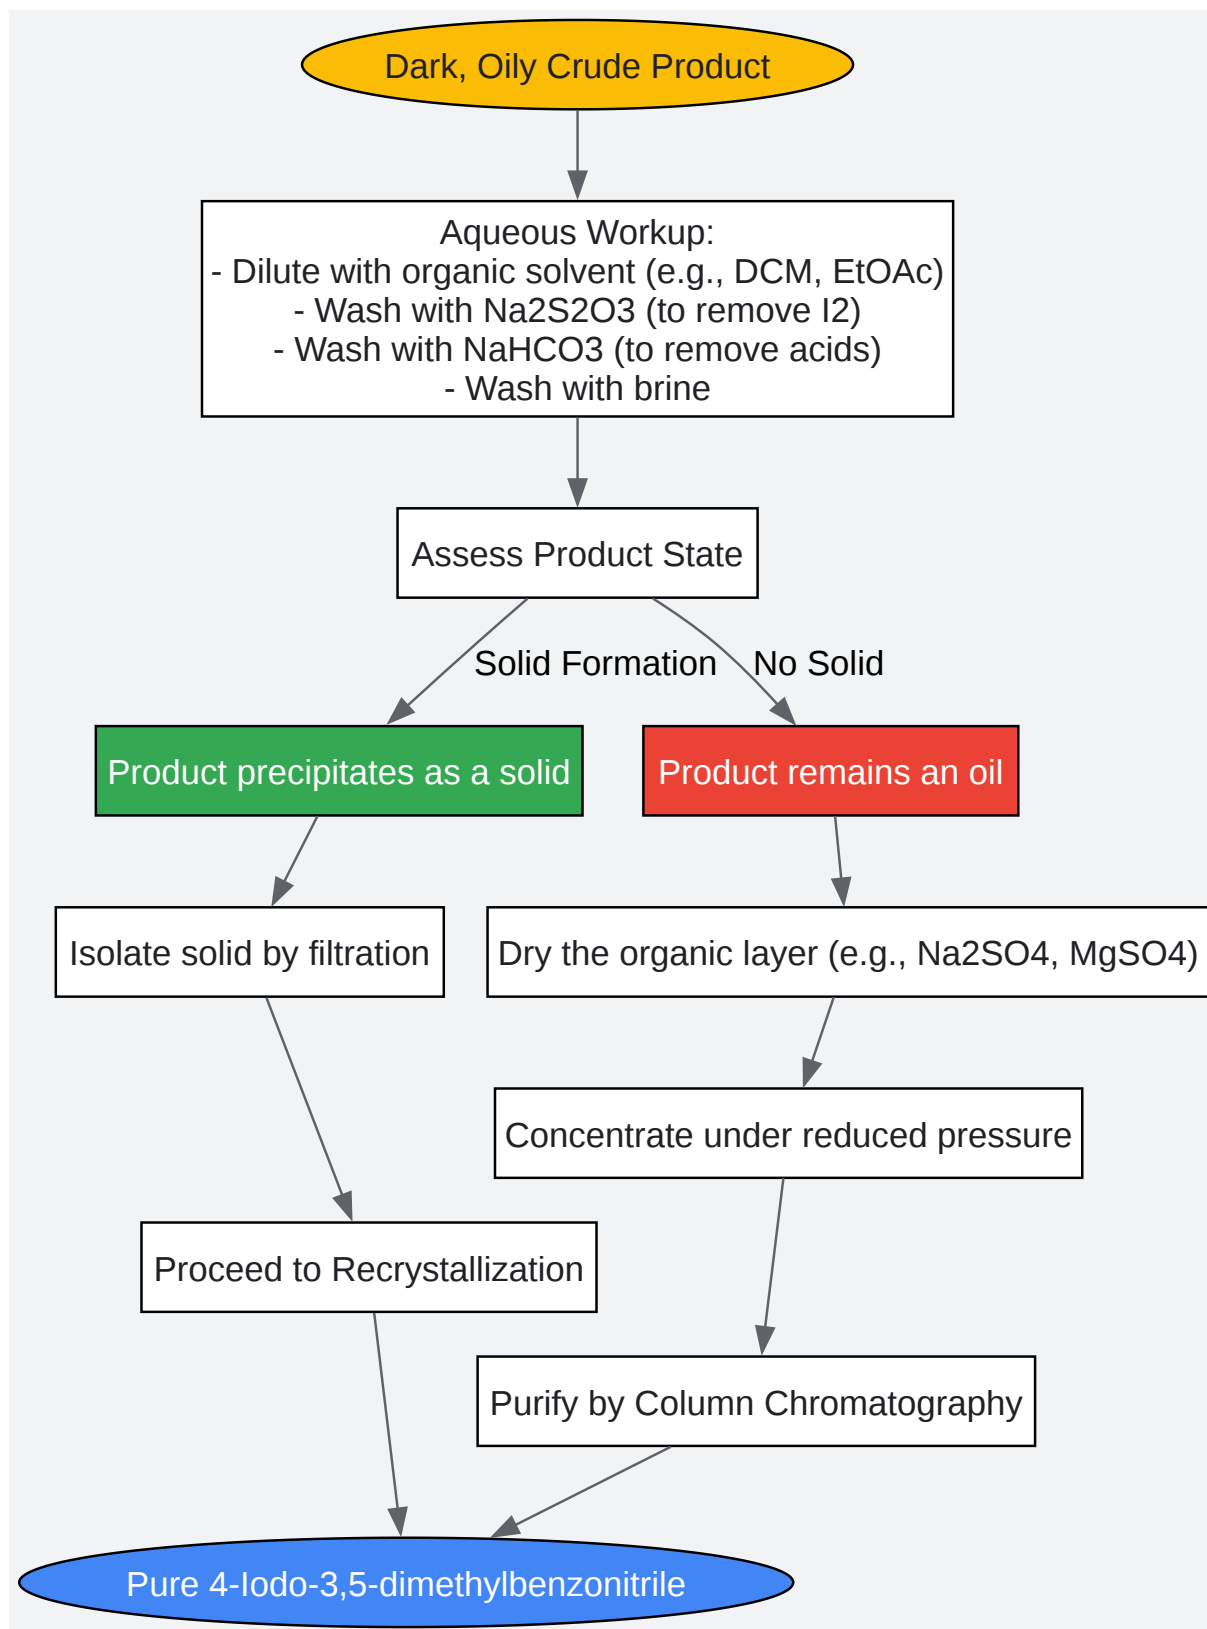 Dark, Oily Crude Product
Aqueous Workup:
- Dilute with organic solvent (e.g., DCM, EtOAc)
- Wash with Na2S2O3 (to remove I2)
- Wash with NaHCO3 (to remove acids)
- Wash with brine
Assess Product State
Solid Formation
No Solid
Product precipitates as a solid
Product remains an oil
Isolate solid by filtration
Dry the organic layer (e.g., Na2SO4, MgSO4)
Concentrate under reduced pressure
Proceed to Recrystallization
Purify by Column Chromatography
Pure 4-Iodo-3,5-dimethylbenzonitrile